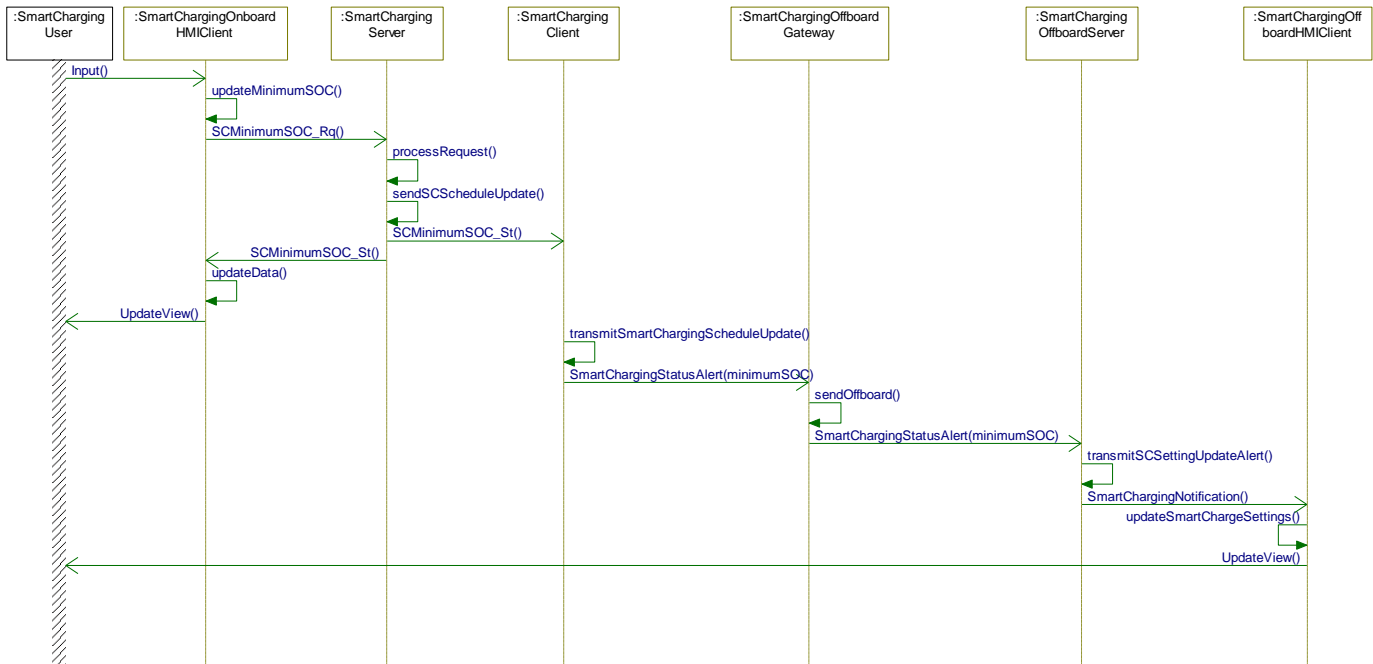 :SmartCharging
User
:SmartChargingOnboard
HMIClient
:SmartCharging
Server
:SmartCharging
Client
:SmartChargingOffboard
Gateway
:SmartCharging
OffboardServer
:SmartChargingOff
boardHMIClient
Input()
updateMinimumSOC()
SCMinimumSOC_Rq()
processRequest()
sendSCScheduleUpdate()
SCMinimumSOC_St()
SCMinimumSOC_St()
updateData()
UpdateView()
transmitSmartChargingScheduleUpdate()
SmartChargingStatusAlert(minimumSOC)
sendOffboard()
SmartChargingStatusAlert(minimumSOC)
transmitSCSettingUpdateAlert()
SmartChargingNotification()
updateSmartChargeSettings()
UpdateView()